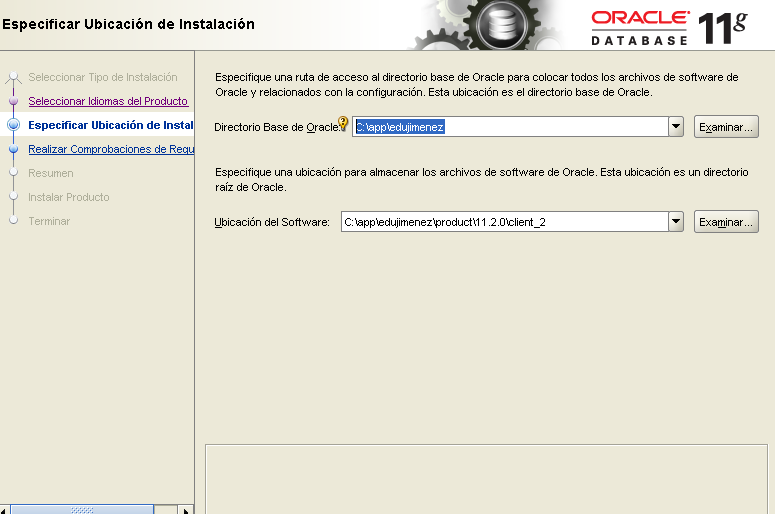 Especificar Ubicación de Instalación
ORACLE
DATABASE
11g
Seleccionar Tipo de Instalación
Seleccionar Idiomas del Producto
Especificar Ubicación de Instal
Realizar Comprobaciones de Requ
Resumen
Instalar Producto
Terminar
Especifique una ruta de acceso al directorio base de Oracle para colocar todos los archivos de software de
Oracle y relacionados con la configuración. Esta ubicación es el directorio base de Oracle.
Directorio Base de Oracle: C:\app\edujimenez Examinar...
Especifique una ubicación para almacenar los archivos de software de Oracle. Esta ubicación es un directorio
raíz de Oracle.
Ubicación del Software: C:\app\edujimenez\product\11.2.0\client_2 Examinar...